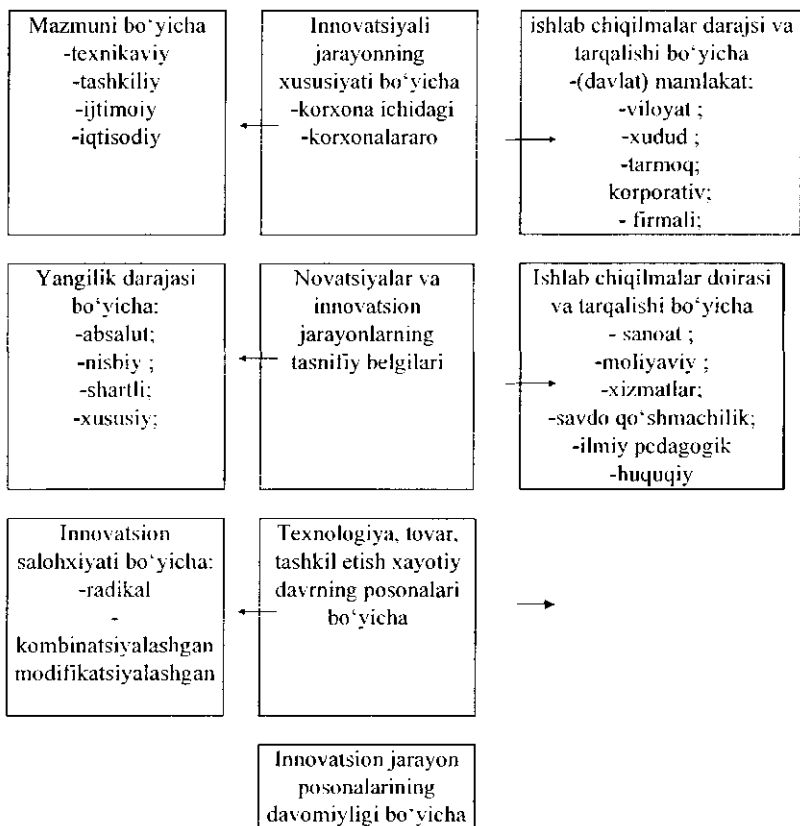 Mazmuni bo‘yicha
-texnikaviy
-tashkiliy
-ijtimoiy
-iqtisodiy
Innovatsiyali
jarayonning
xususiyati bo‘yicha
-korxona ichidagi
-korxonalararo
ishlab chiqilmalar darajsi va
tarqalishi bo‘yicha
-(davlat) mamlakat:
-viloyat ;
-xudud;
-tarmoq;
korporativ;
- firmali;
Yangilik darajasi
bo‘yicha:
-absalut;
-nisbiy ;
-shartli;
-xususiy;
Novatsiyalar va
innovatsion
jarayonlarning
tasnifiy belgilari
Ishlab chiqilmalar doirasi
va tarqalishi bo‘yicha
- sanoat ;
-moliyaviy ;
-xizmatlar;
-savdo qo‘shmachilik;
-ilmiy pedagogik
-huquqiy
Innovatsion
salohxiyati bo‘yicha:
-radikal
-
kombinatsiyalashgan
modifikatsiyalashgan
Texnologiya, tovar,
tashkil etish xayotiy
davrning posonalari
bo‘yicha
Innovatsion jarayon
posonalarining
davomiyligi bo‘yicha